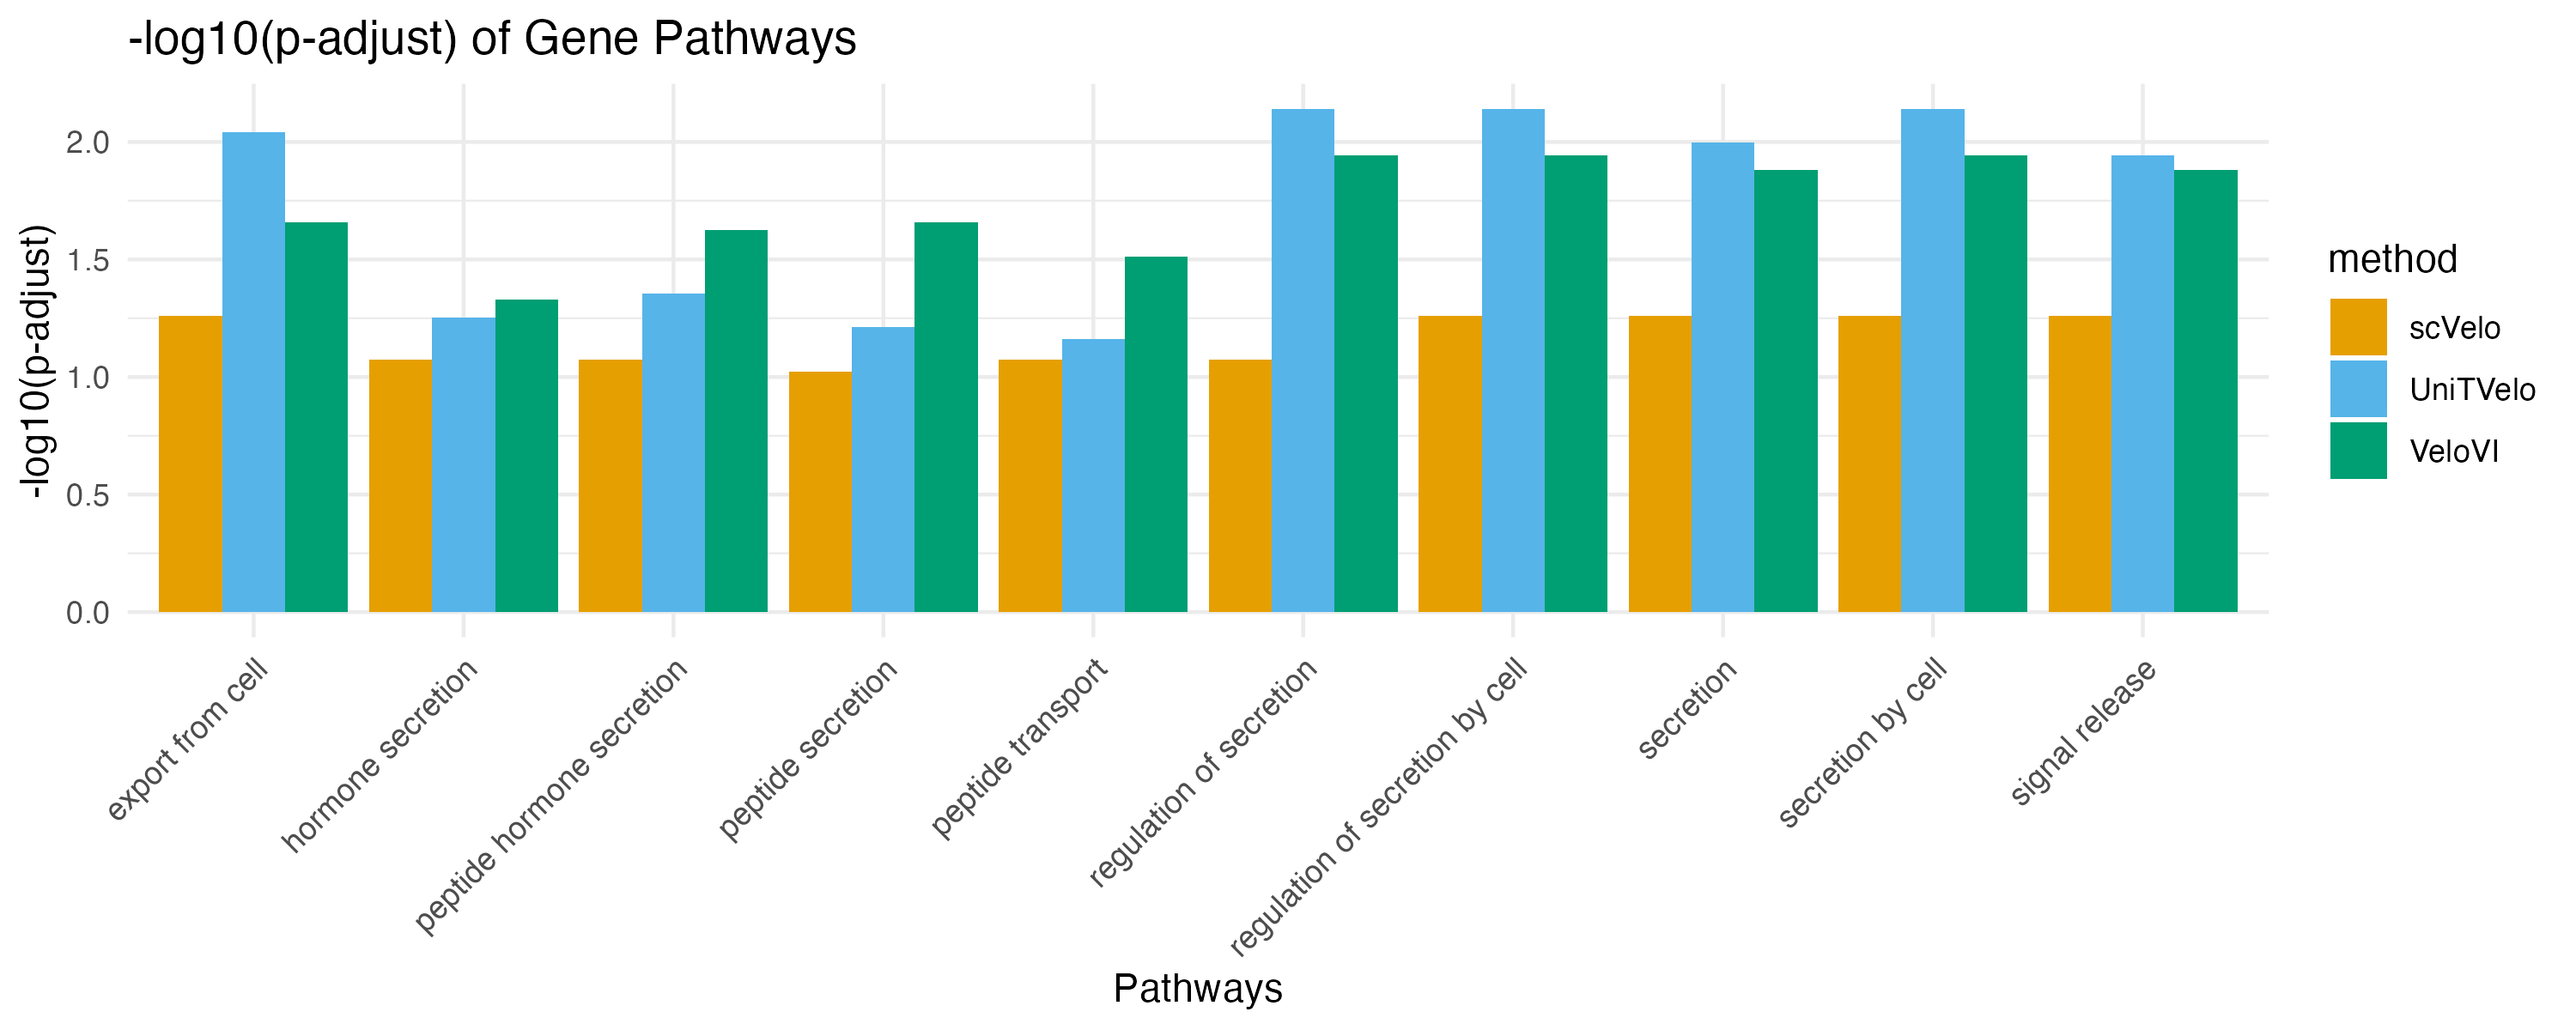 -log10(p-adjust) of Gene Pathways
-log10(p-adjust)
2.0
1.5
1.0
0.5
0.0
export from cell
hormone secretion
peptide hormone secretion
peptide secretion
peptide transport
regulation of secretion
regulation of secretion by cell
secretion
secretion by cell
signal release
Pathways
method
scVelo
UniTVelo
VeloVI